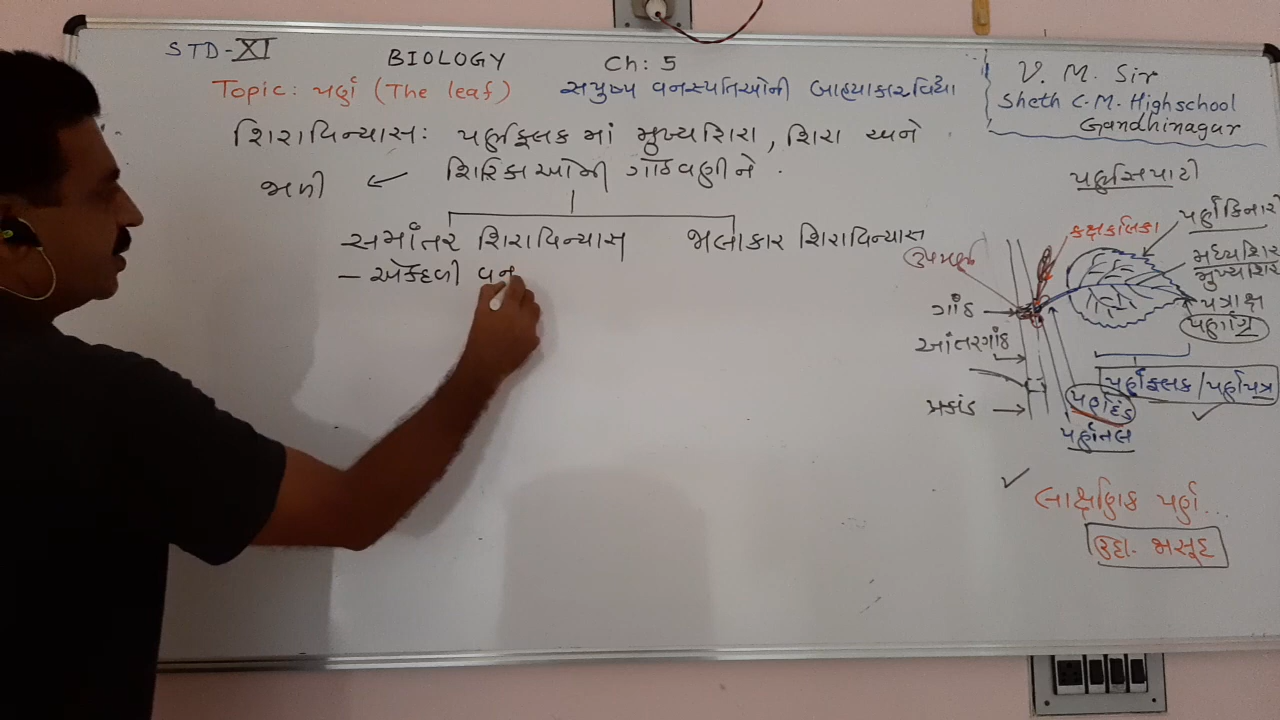 STD-XI BIOLOGY Ch: 5
Topic: પર્ણ (The leaf) સપુષ્પ વનસ્પતિઓની બાહ્યાકારવિદ્યા
V. M. Sir
Sheth C.M. Highschool
Gandhinagar
શિરાવિન્યાસ: પર્ણફલક માં મુખ્યશિરા, શિરા અને
શિરિકાઓની ગોઠવણીને .
જાળી ←
સમાંતર શિરાવિન્યાસ જાલાકાર શિરાવિન્યાસ
– એકદળી વન
પર્ણસપાટી
પર્ણકિનારી
કક્ષકલિકા
ઉપપર્ણ
મધ્યશિરા
મુખ્યશિરા
ગાંઠ
પત્રાક્ષ
પર્ણાગ્ર
આંતરગાંઠ
પર્ણફલક/પર્ણપત્ર
પર્ણદંડ
પ્રકાંડ
પર્ણતલ
લાક્ષણિક પર્ણ...
ઉદા. જાસૂદ